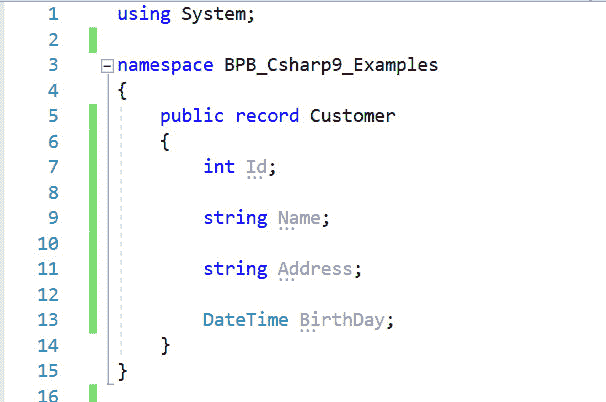 1 using System;
2
3 namespace BPB_Csharp9_Examples
4 {
5 public record Customer
6 {
7 int Id;
8
9 string Name;
10
11 string Address;
12
13 DateTime BirthDay;
14 }
15 }
16